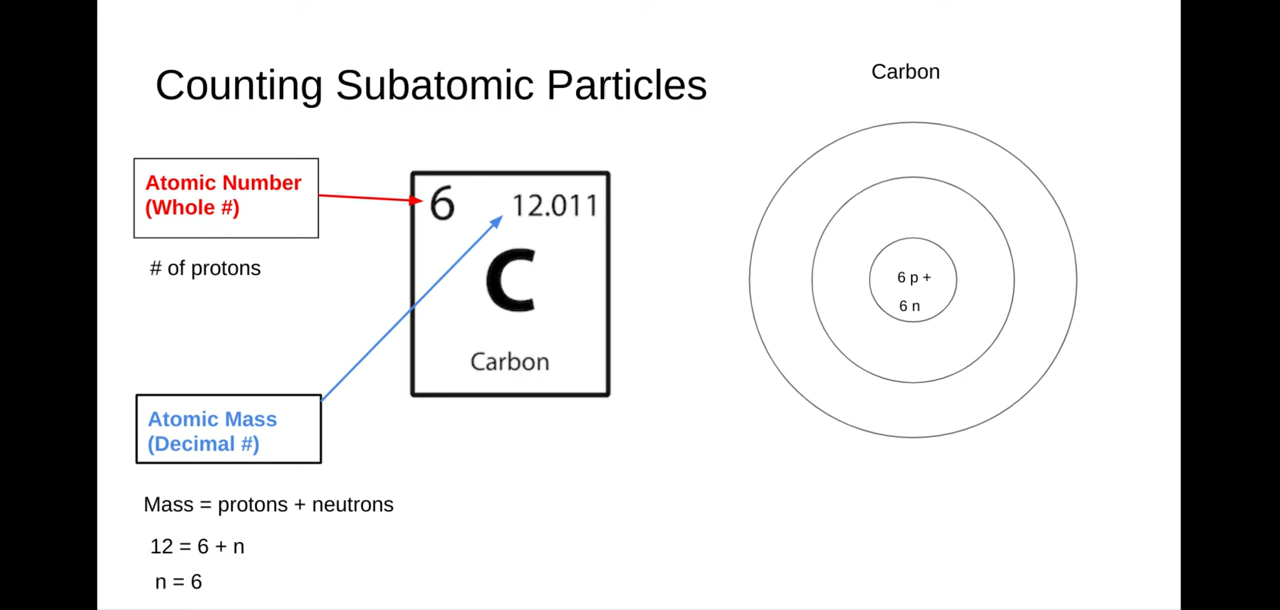 Counting Subatomic Particles
Atomic Number
(Whole #)
# of protons
6
12.011
C
Carbon
Atomic Mass
(Decimal #)
Mass = protons + neutrons
12 = 6 + n
n = 6
Carbon
6 p +
6 n